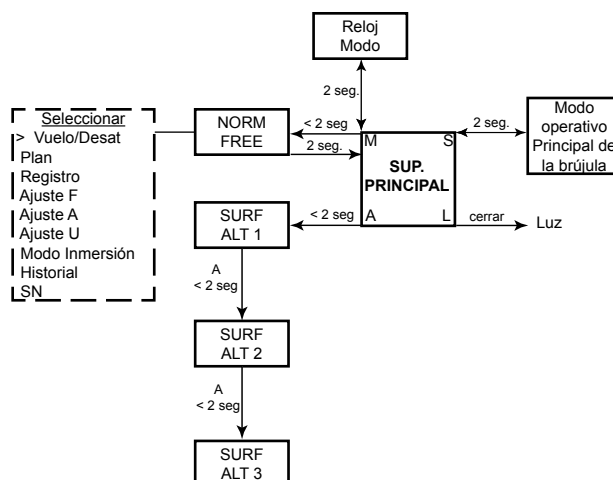 Reloj
Modo
2 seg.
Seleccionar
> Vuelo/Desat
Plan
Registro
Ajuste F
Ajuste A
Ajuste U
Modo Inmersión
Historial
SN
NORM
FREE
< 2 seg
2 seg.
M
S
SUP.
PRINCIPAL
A
L
2 seg.
Modo
operativo
Principal de
la brújula
cerrar
Luz
< 2 seg
SURF
ALT 1
A
< 2 seg
SURF
ALT 2
A
< 2 seg
SURF
ALT 3